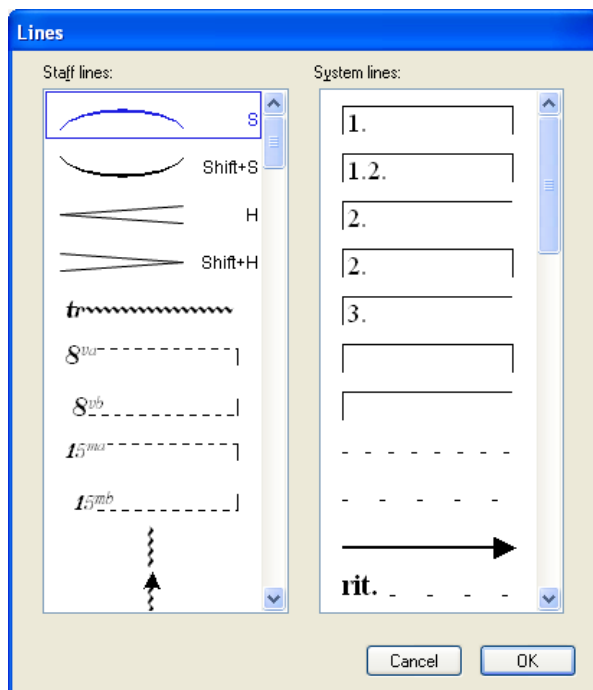 Lines
Staff lines:
S
Shift+S
H
Shift+H
tr
8va
8vb
15ma
15mb
System lines:
1.
1.2.
2.
2.
3.
rit.
Cancel
OK